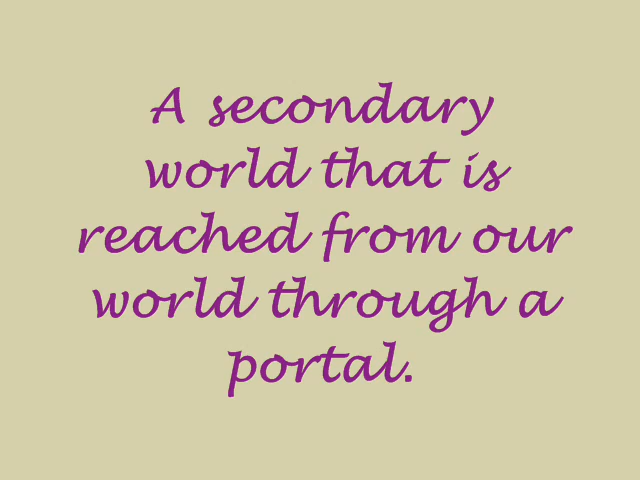 A secondary
world that is
reached from our
world through a
portal.